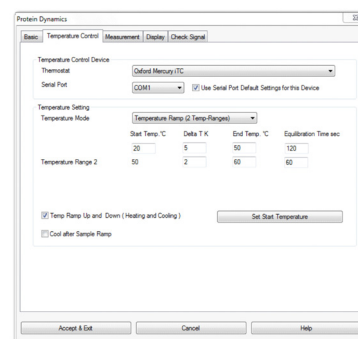 Protein Dynamics
Basic Temperature Control Measurement Display Check Signal
Temperature Control Device
Thermostat Oxford Mercury iTC
Serial Port COM1 Use Serial Port Default Settings for this Device
Temperature Setting
Temperature Mode Temperature Ramp (2 Temp-Ranges)
Start Temp. °C Delta T K End Temp. °C Equilibration Time sec
20 5 50 120
Temperature Range 2 50 2 60 60
Temp Ramp Up and Down ( Heating and Cooling ) Set Start Temperature
Cool after Sample Ramp
Accept & Exit Cancel Help